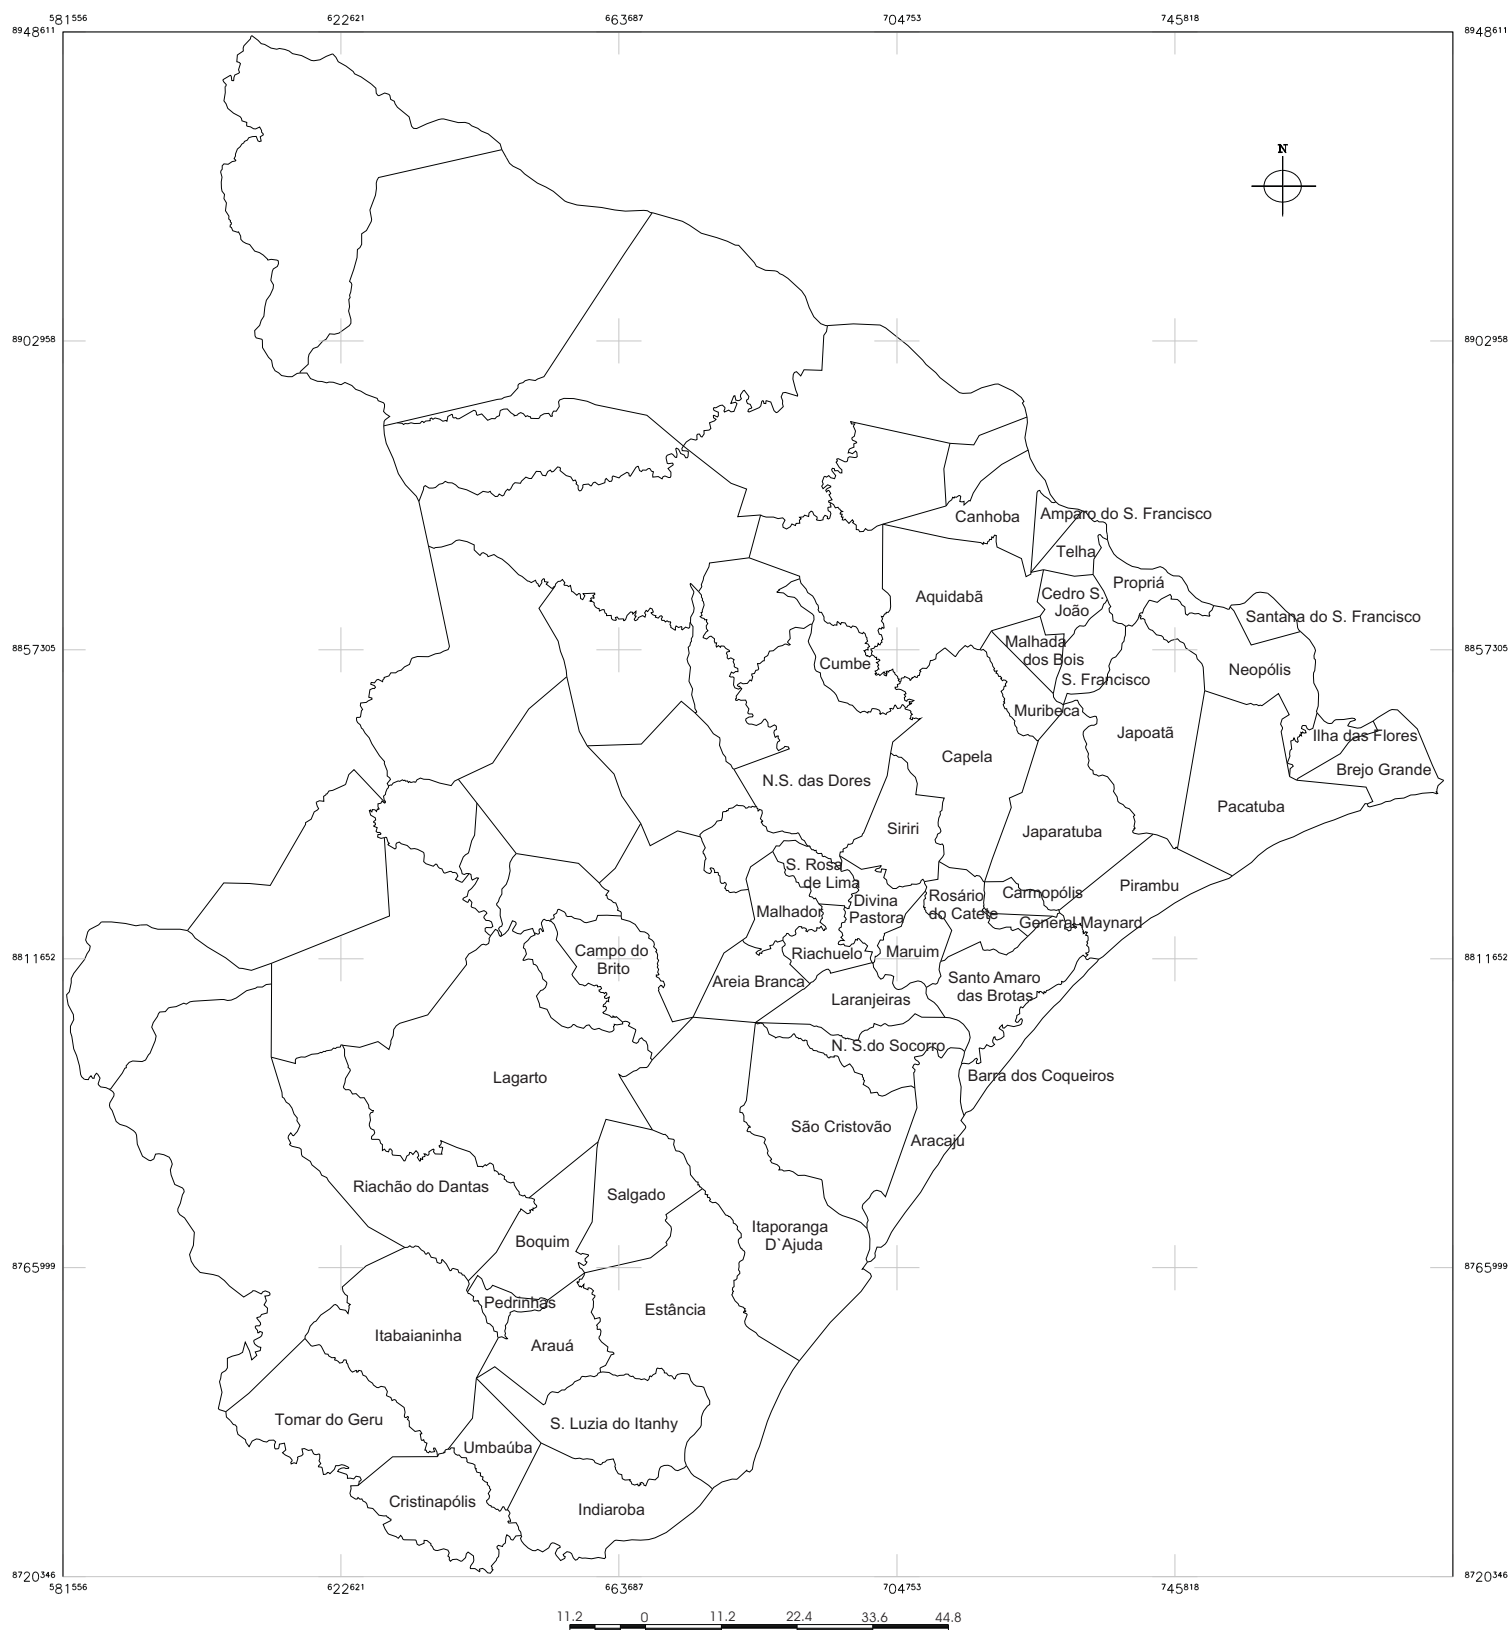 581556 622621 663687 704753 745818
8948611 8948611
N
8902958 8902958
Canhoba
Amparo do S. Francisco
Telha
Propriá
Aquidabã
Cedro S.
João
Santana do S. Francisco
Malhada
dos Bois
8857305 8857305
Cumbe
Neopólis
S. Francisco
Muribeca
Japoatã
Ilha das Flores
Capela
Brejo Grande
N.S. das Dores
Pacatuba
Siriri
Japaratuba
S. Rosa
de Lima
Pirambu
Carmopólis
Rosário
do Catete
Divina
Pastora
Malhador
General Maynard
Campo do
Brito
Riachuelo
Maruim
8811652 8811652
Areia Branca
Santo Amaro
das Brotas
Laranjeiras
N. S.do Socorro
Lagarto
Barra dos Coqueiros
São Cristovão
Aracaju
Riachão do Dantas
Salgado
Itaporanga
D`Ajuda
Boquim
8765999 8765999
Pedrinhas
Estância
Itabaianinha
Arauá
Tomar do Geru
S. Luzia do Itanhy
Umbaúba
Cristinapólis
Indiaroba
8720346 8720346
581556 622621 663687 704753 745818
11.2 0 11.2 22.4 33.6 44.8